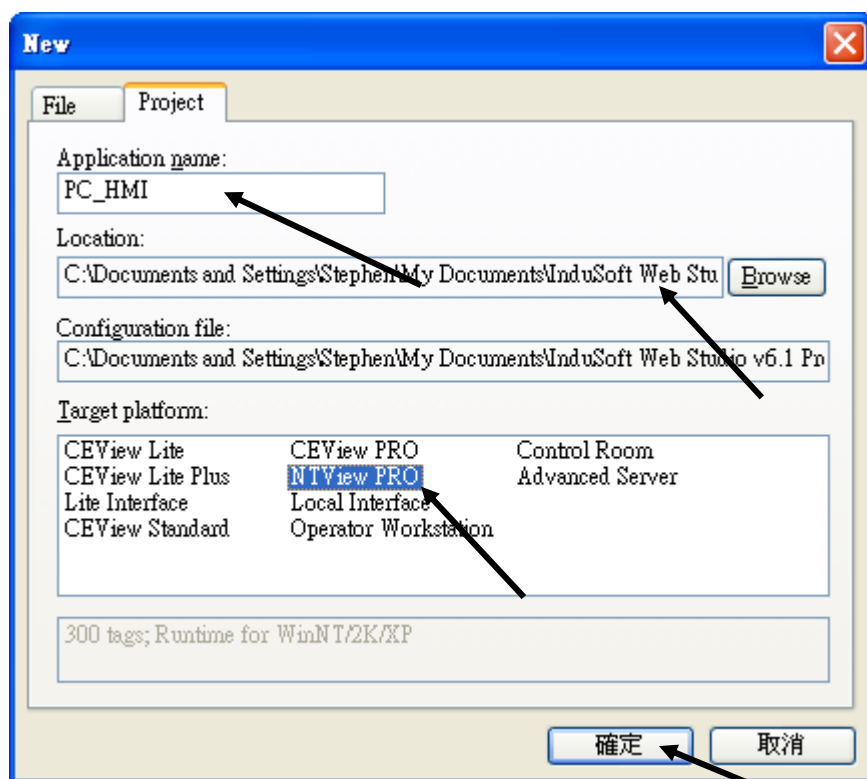 New
File Project
Application name:
PC_HMI
Location:
C:\Documents and Settings\Stephen\My Documents\InduSoft Web Stu Browse
Configuration file:
C:\Documents and Settings\Stephen\My Documents\InduSoft Web Studio v6.1 Pr
Target platform:
CEView Lite CEView PRO Control Room
CEView Lite Plus NTView PRO Advanced Server
Lite Interface Local Interface
CEView Standard Operator Workstation
300 tags; Runtime for WinNT/2K/XP
確定 取消